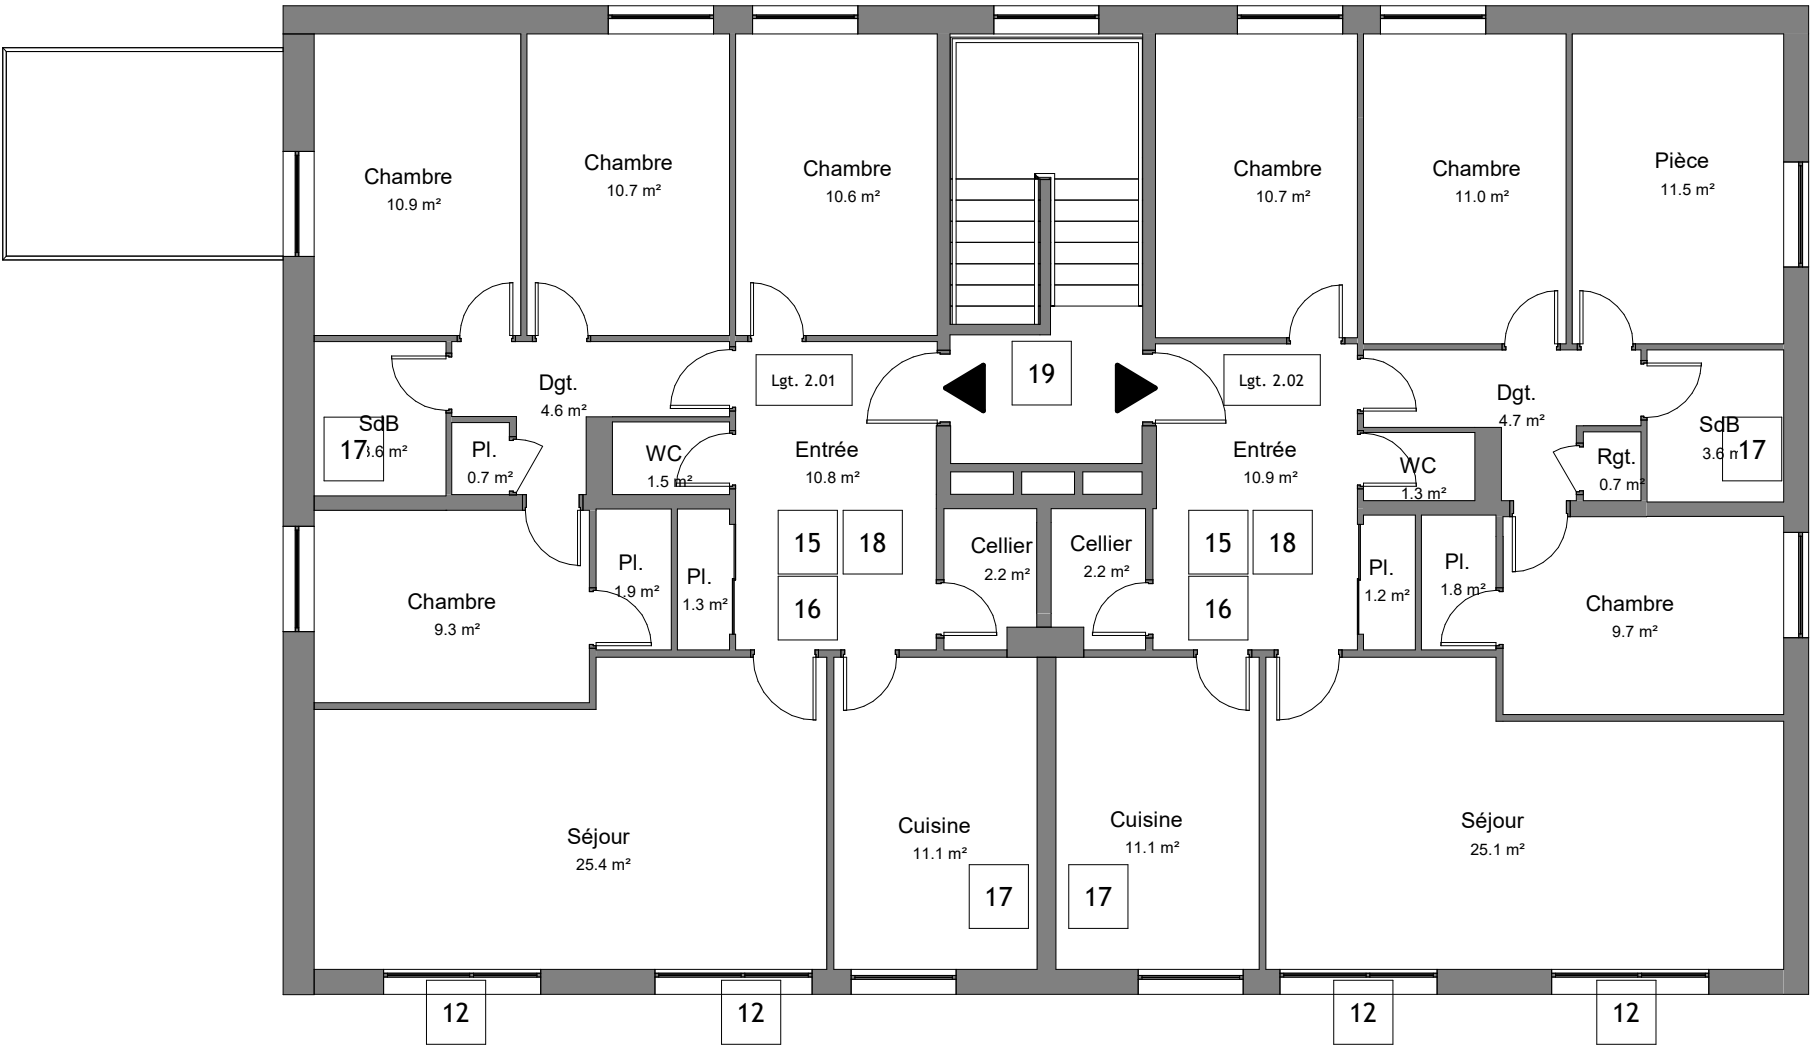 Chambre
10.9 m²
Chambre
10.7 m²
Chambre
10.6 m²
Chambre
10.7 m²
Chambre
11.0 m²
Pièce
11.5 m²
19
Lgt. 2.01
Lgt. 2.02
Dgt.
4.6 m²
Dgt.
4.7 m²
SdB
17
.6 m²
Pl.
0.7 m²
WC
1.5 m²
Entrée
10.8 m²
Entrée
10.9 m²
WC
1.3 m²
Rgt.
0.7 m²
SdB
3.6 m
17
15
18
16
Cellier
2.2 m²
Cellier
2.2 m²
15
18
16
Pl.
1.9 m²
Pl.
1.3 m²
Pl.
1.2 m²
Pl.
1.8 m²
Chambre
9.3 m²
Chambre
9.7 m²
Séjour
25.4 m²
Cuisine
11.1 m²
17
Cuisine
11.1 m²
17
Séjour
25.1 m²
12
12
12
12